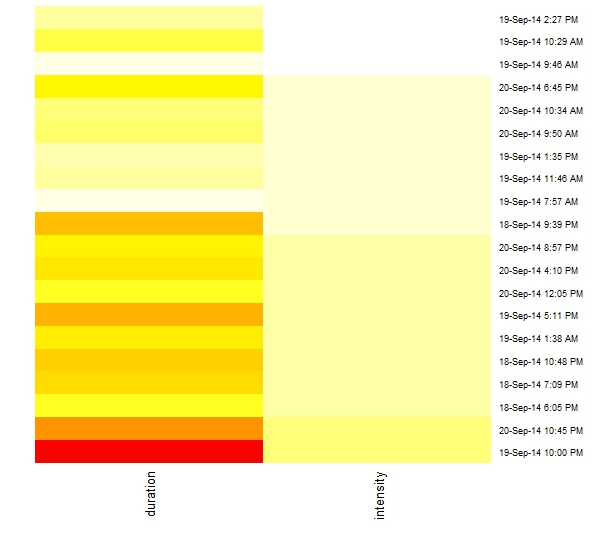 19-Sep-14 2:27 PM
19-Sep-14 10:29 AM
19-Sep-14 9:46 AM
20-Sep-14 6:45 PM
20-Sep-14 10:34 AM
20-Sep-14 9:50 AM
19-Sep-14 1:35 PM
19-Sep-14 11:46 AM
19-Sep-14 7:57 AM
18-Sep-14 9:39 PM
20-Sep-14 8:57 PM
20-Sep-14 4:10 PM
20-Sep-14 12:05 PM
19-Sep-14 5:11 PM
19-Sep-14 1:38 AM
18-Sep-14 10:48 PM
18-Sep-14 7:09 PM
18-Sep-14 6:05 PM
20-Sep-14 10:45 PM
19-Sep-14 10:00 PM
duration
intensity